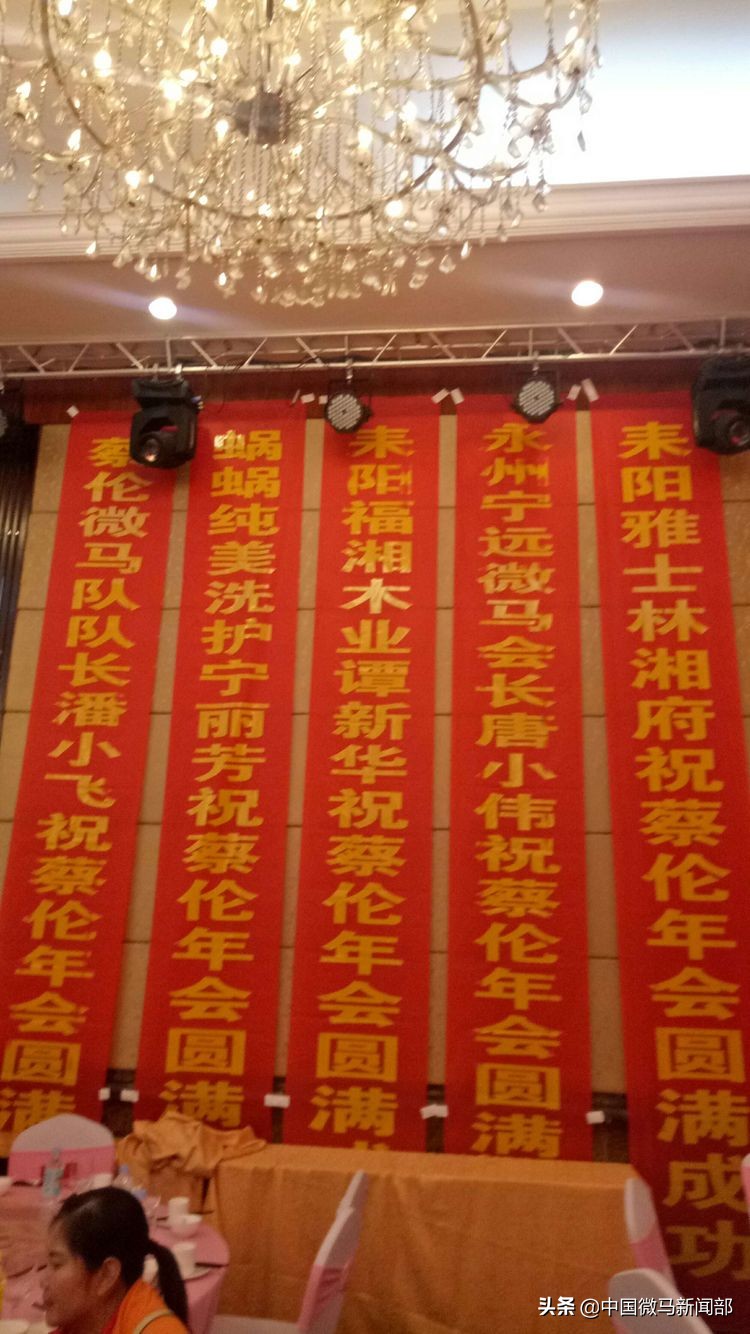 蔡伦微马队队长潘小飞祝蔡伦年会圆满
蜗蜗纯美洗护宁丽芳祝蔡伦年会圆满
耒阳福湘木业谭新华祝蔡伦年会圆满
永州宁远微马会长唐小伟祝蔡伦年会圆满
耒阳雅士林湘府祝蔡伦年会圆满成功
头条 @中国微马新闻部